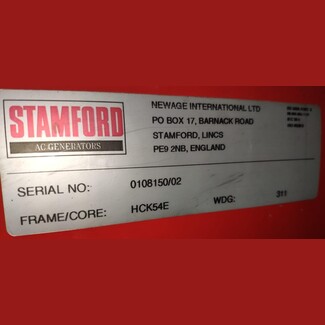 STAMFORD
AC GENERATORS
NEWAGE INTERNATIONAL LTD
PO BOX 17, BARNACK ROAD
STAMFORD, LINCS
PE9 2NB, ENGLAND
SERIAL NO: 0108150/02
FRAME/CORE: HCK54E WDG: 311